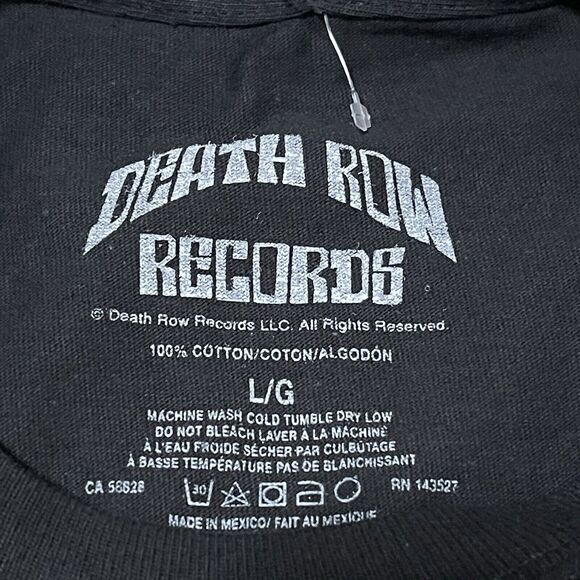 DEATH ROW
RECORDS
© Death Row Records LLC. All Rights Reserved.
100% COTTON/COTON/ALGODÓN
L/G
MACHINE WASH COLD TUMBLE DRY LOW
DO NOT BLEACH LAVER À LA MACHINE
À L'EAU FROIDE SÉCHER PAR CULBUTAGE
À BASSE TEMPÉRATURE PAS DE BLANCHISSANT
CA 56828 30 RN 143527
MADE IN MEXICO/ FAIT AU MEXIQUE